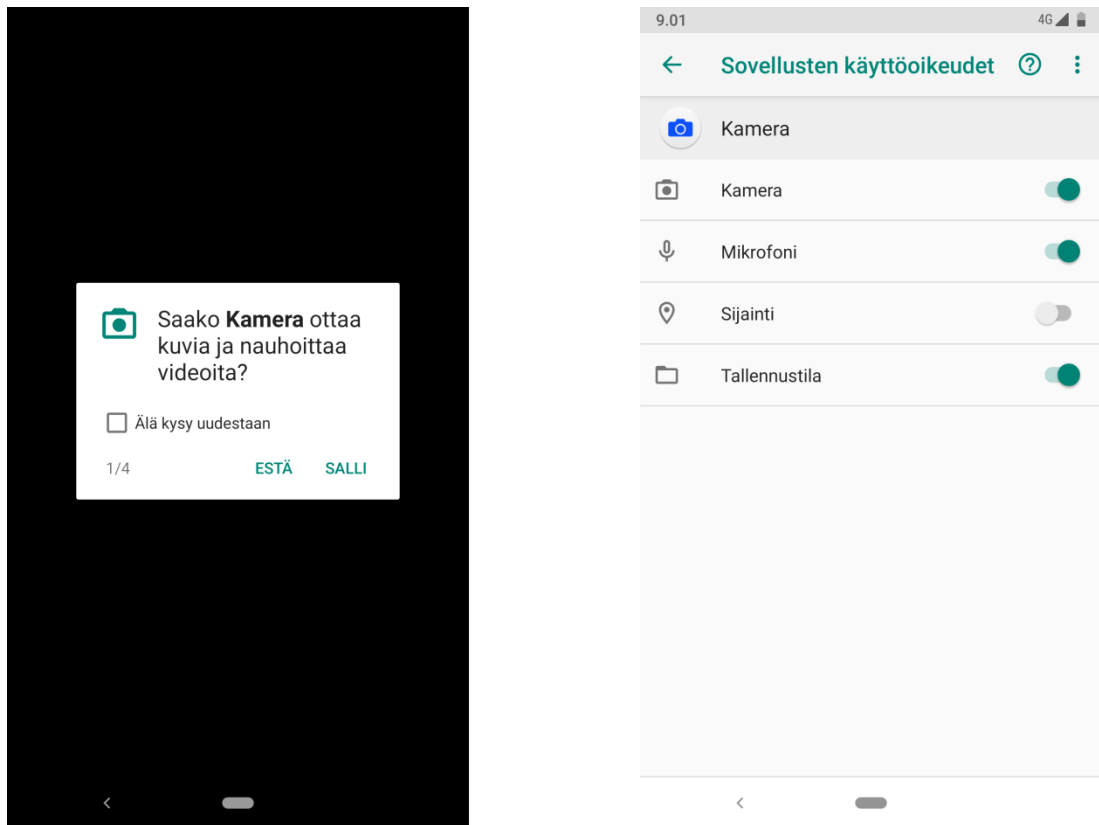 Saako Kamera ottaa
kuvia ja nauhoittaa
videoita?
Älä kysy uudestaan
1/4 ESTÄ SALLI
9.01 4G
Sovellusten käyttöoikeudet
Kamera
Kamera
Mikrofoni
Sijainti
Tallennustila